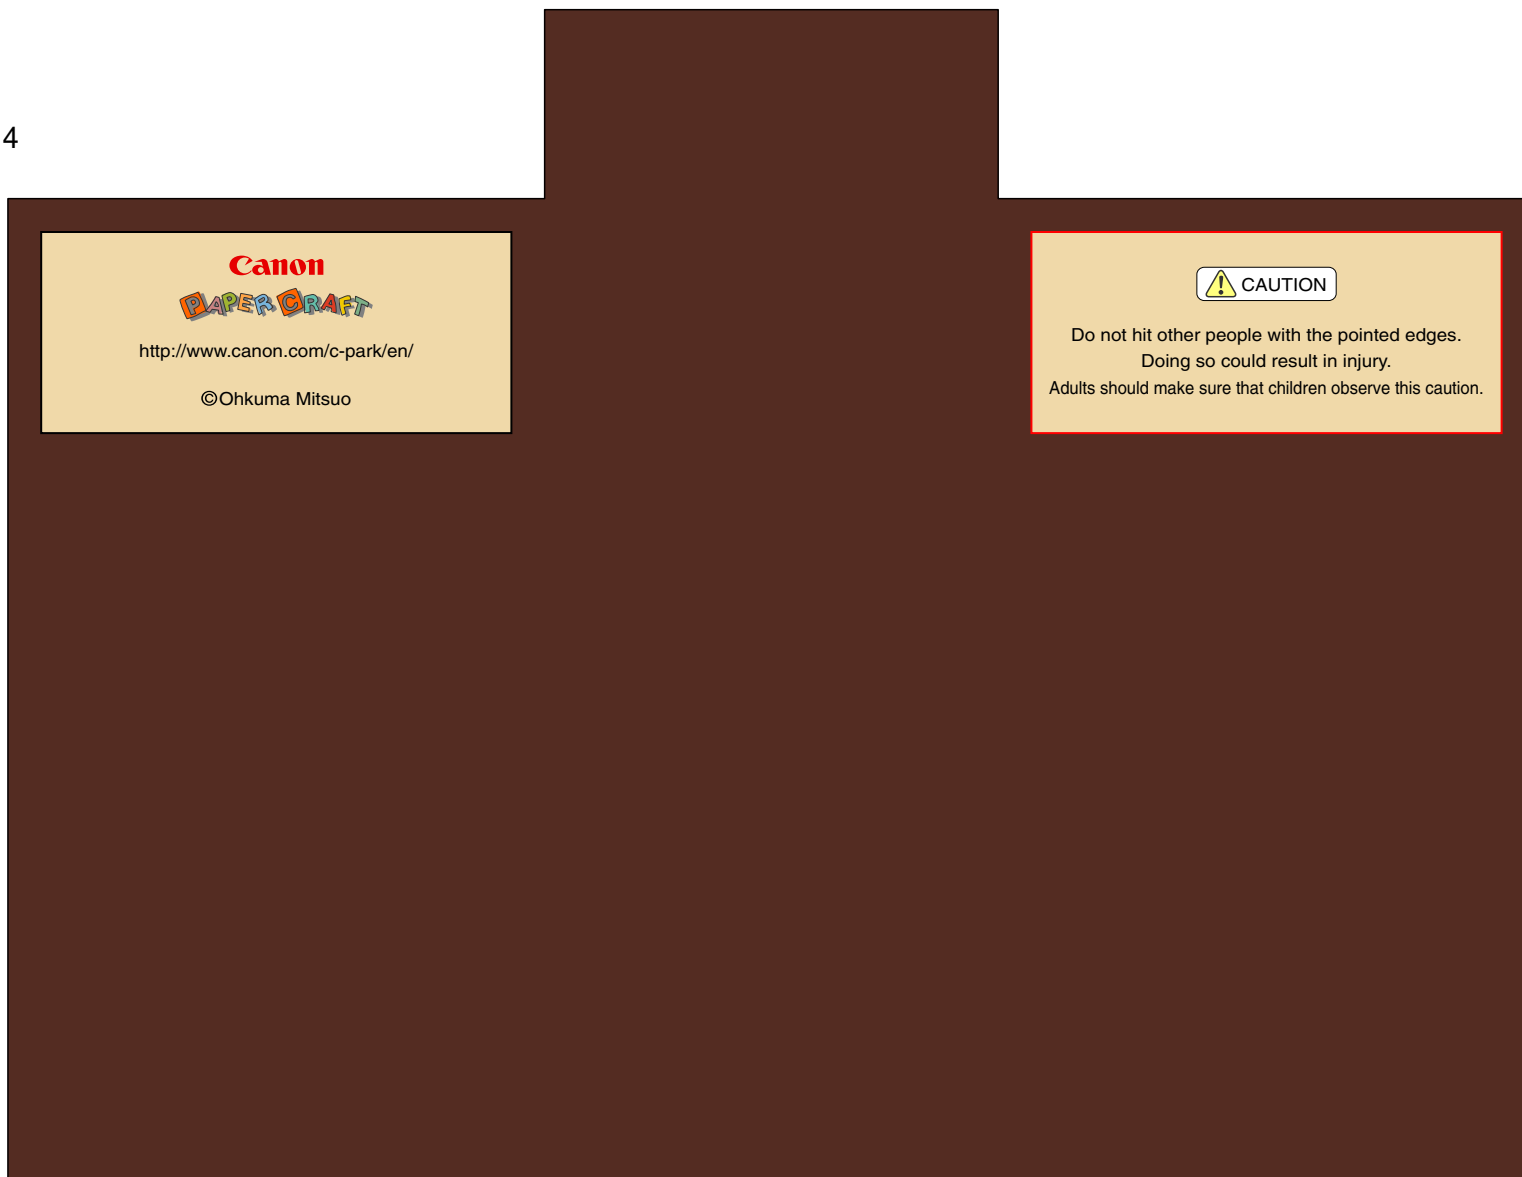 4
Canon
PAPER CRAFT
http://www.canon.com/c-park/en/
©Ohkuma Mitsuo
CAUTION
Do not hit other people with the pointed edges.
Doing so could result in injury.
Adults should make sure that children observe this caution.